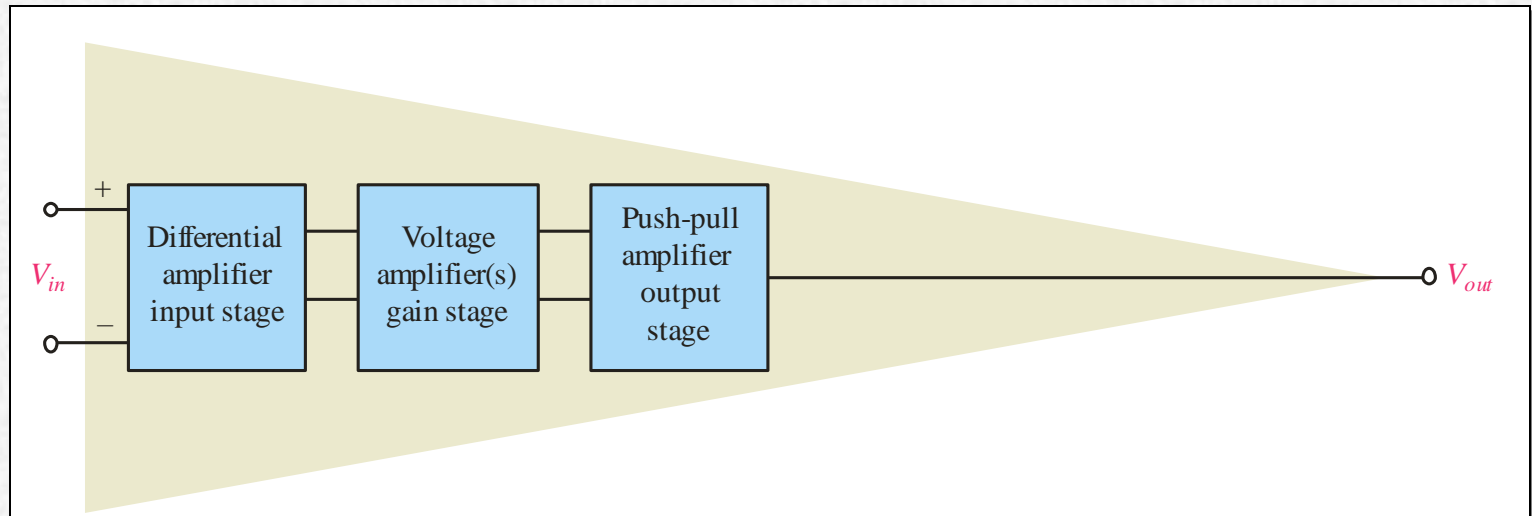 +
Differential
amplifier
input stage
Voltage
amplifier(s)
gain stage
Push-pull
amplifier
output
stage
V_in
V_out
–